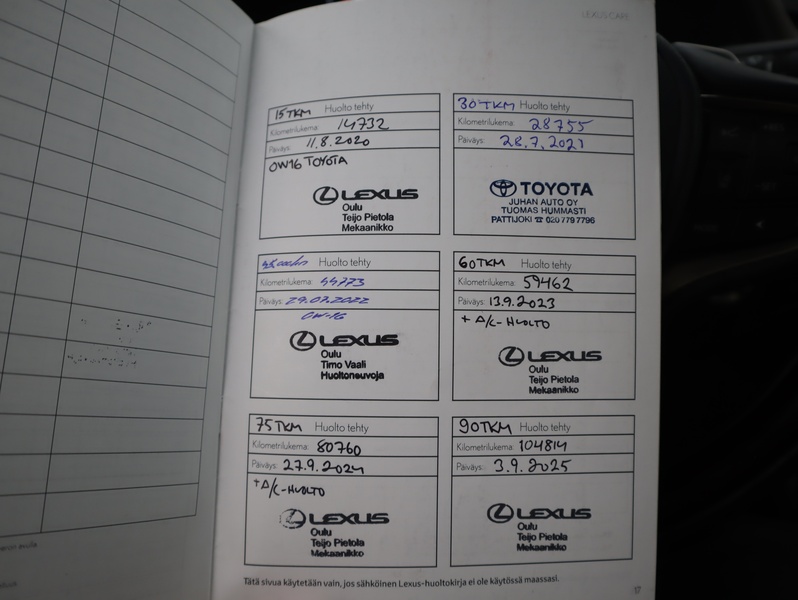 LEXUS CARE
15TKM Huolto tehty
Kilometrilukema: 14732
Päiväys: 11.8.2020
OW16 TOYOTA
LEXUS
Oulu
Teijo Pietola
Mekaanikko
30TKM Huolto tehty
Kilometrilukema: 28755
Päiväys: 28.7.2021
TOYOTA
JUHAN AUTO OY
TUOMAS HUMMASTI
PATTIJOKI ☎ 020 779 7796
Huolto tehty
Kilometrilukema: 44773
Päiväys: 29.07.2022
OW-16
LEXUS
Oulu
Timo Vaali
Huoltoneuvoja
60TKM Huolto tehty
Kilometrilukema: 59462
Päiväys: 13.9.2023
+ A/C-HUOLTO
LEXUS
Oulu
Teijo Pietola
Mekaanikko
75TKM Huolto tehty
Kilometrilukema: 80760
Päiväys: 27.9.2024
+A/C-HUOLTO
LEXUS
Oulu
Teijo Pietola
Mekaanikko
90TKM Huolto tehty
Kilometrilukema: 104814
Päiväys: 3.9.2025
LEXUS
Oulu
Teijo Pietola
Mekaanikko
Tätä sivua käytetään vain, jos sähköinen Lexus-huoltokirja ei ole käytössä maassasi.
17